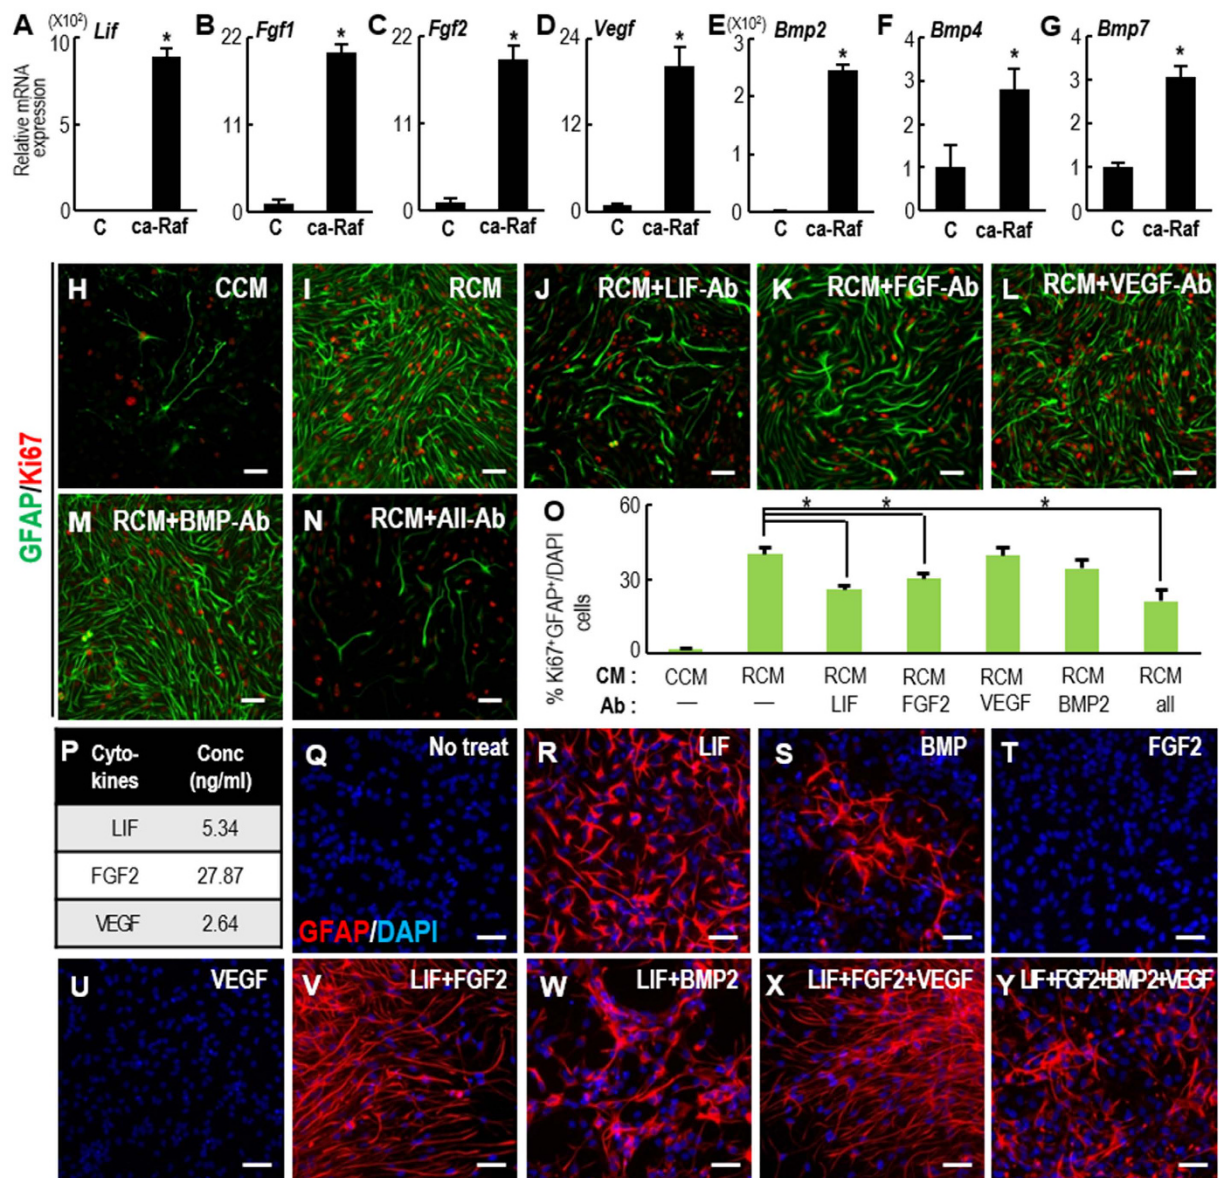 A (X10²) Lif
10
5
0
Relative mRNA
expression
C ca-Raf
*
B Fgf1
22
11
0
C ca-Raf
*
C Fgf2
22
11
0
C ca-Raf
*
D Vegf
24
12
0
C ca-Raf
*
E (X10²) Bmp2
3
2
1
0
C ca-Raf
*
F Bmp4
4
3
2
1
0
C ca-Raf
*
G Bmp7
4
3
2
1
0
C ca-Raf
*
GFAP/Ki67
H CCM
I RCM
J RCM+LIF-Ab
K RCM+FGF-Ab
L RCM+VEGF-Ab
M RCM+BMP-Ab
N RCM+All-Ab
O
60
30
0
% Ki67⁺GFAP⁺/DAPI
cells
* * *
CM : CCM RCM RCM RCM RCM RCM RCM
Ab : — — LIF FGF2 VEGF BMP2 all
P Cyto- Conc
kines (ng/ml)
LIF 5.34
FGF2 27.87
VEGF 2.64
Q No treat
GFAP/DAPI
R LIF
S BMP
T FGF2
U VEGF
V LIF+FGF2
W LIF+BMP2
X LIF+FGF2+VEGF
Y LIF+FGF2+BMP2+VEGF